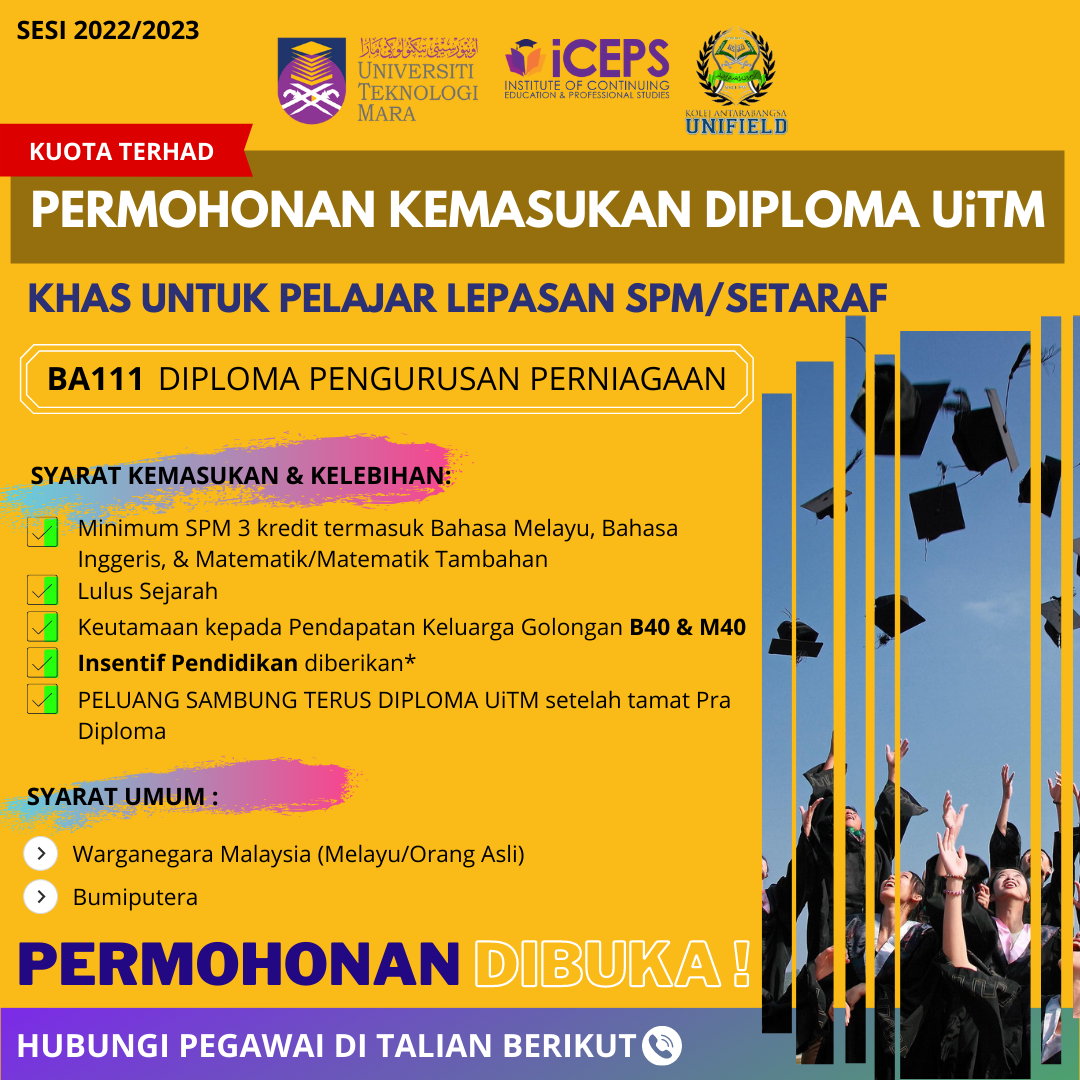 SESI 2022/2023
اونيۏرسيتي تيكنولوݢي مارا
UNIVERSITI
TEKNOLOGI
MARA
iCEPS
INSTITUTE OF CONTINUING
EDUCATION & PROFESSIONAL STUDIES
KOLEJ ANTARABANGSA
UNIFIELD
KUOTA TERHAD
PERMOHONAN KEMASUKAN DIPLOMA UiTM
KHAS UNTUK PELAJAR LEPASAN SPM/SETARAF
BA111 DIPLOMA PENGURUSAN PERNIAGAAN
SYARAT KEMASUKAN & KELEBIHAN:
Minimum SPM 3 kredit termasuk Bahasa Melayu, Bahasa
Inggeris, & Matematik/Matematik Tambahan
Lulus Sejarah
Keutamaan kepada Pendapatan Keluarga Golongan B40 & M40
Insentif Pendidikan diberikan*
PELUANG SAMBUNG TERUS DIPLOMA UiTM setelah tamat Pra
Diploma
SYARAT UMUM :
Warganegara Malaysia (Melayu/Orang Asli)
Bumiputera
PERMOHONAN DIBUKA !
HUBUNGI PEGAWAI DI TALIAN BERIKUT